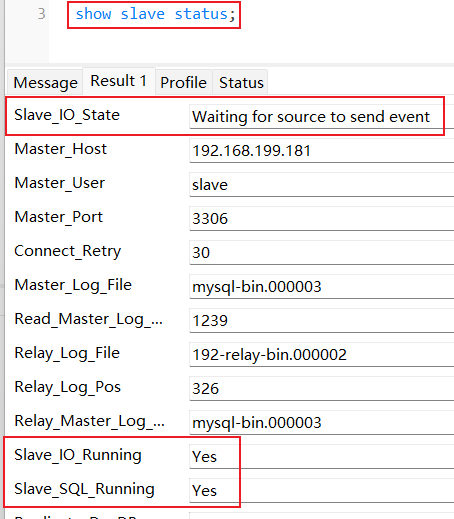 3 show slave status;
Message Result 1 Profile Status
Slave_IO_State Waiting for source to send event
Master_Host 192.168.199.181
Master_User slave
Master_Port 3306
Connect_Retry 30
Master_Log_File mysql-bin.000003
Read_Master_Log_... 1239
Relay_Log_File 192-relay-bin.000002
Relay_Log_Pos 326
Relay_Master_Log_... mysql-bin.000003
Slave_IO_Running Yes
Slave_SQL_Running Yes